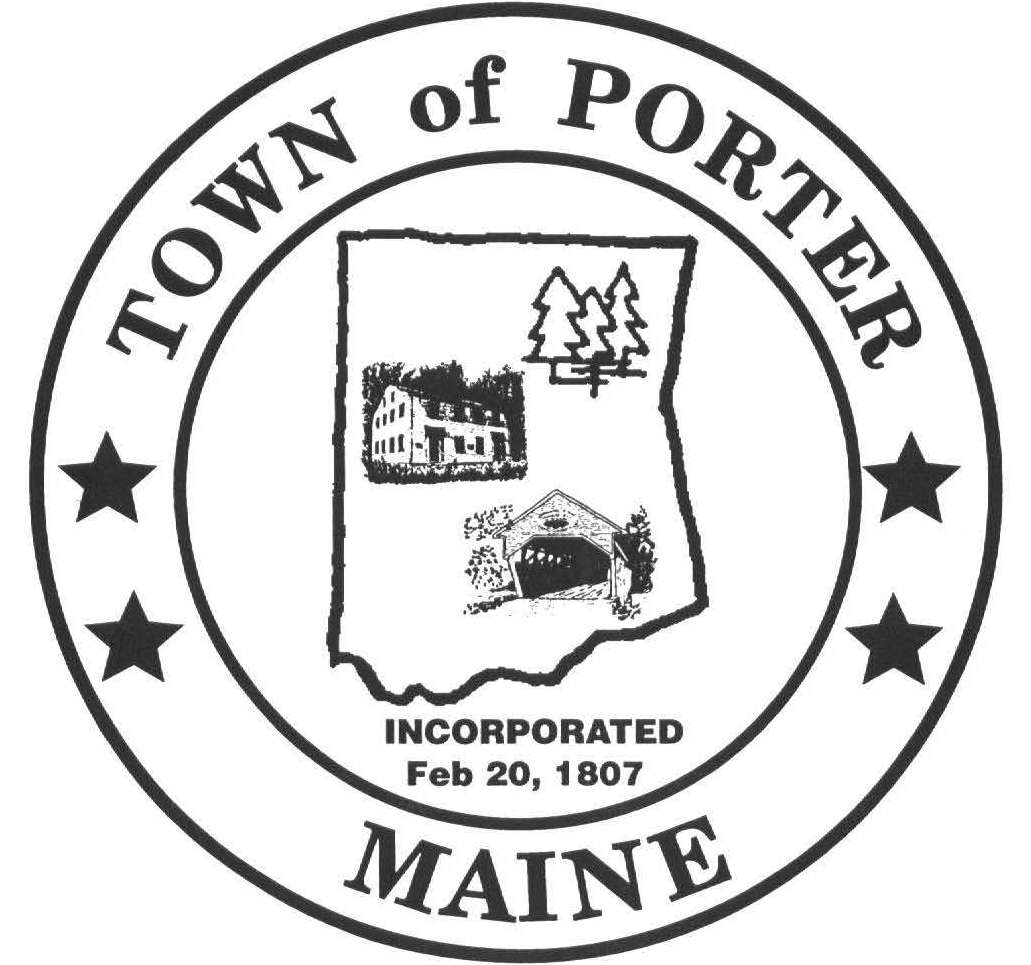 TOWN of PORTER
INCORPORATED
Feb 20, 1807
MAINE